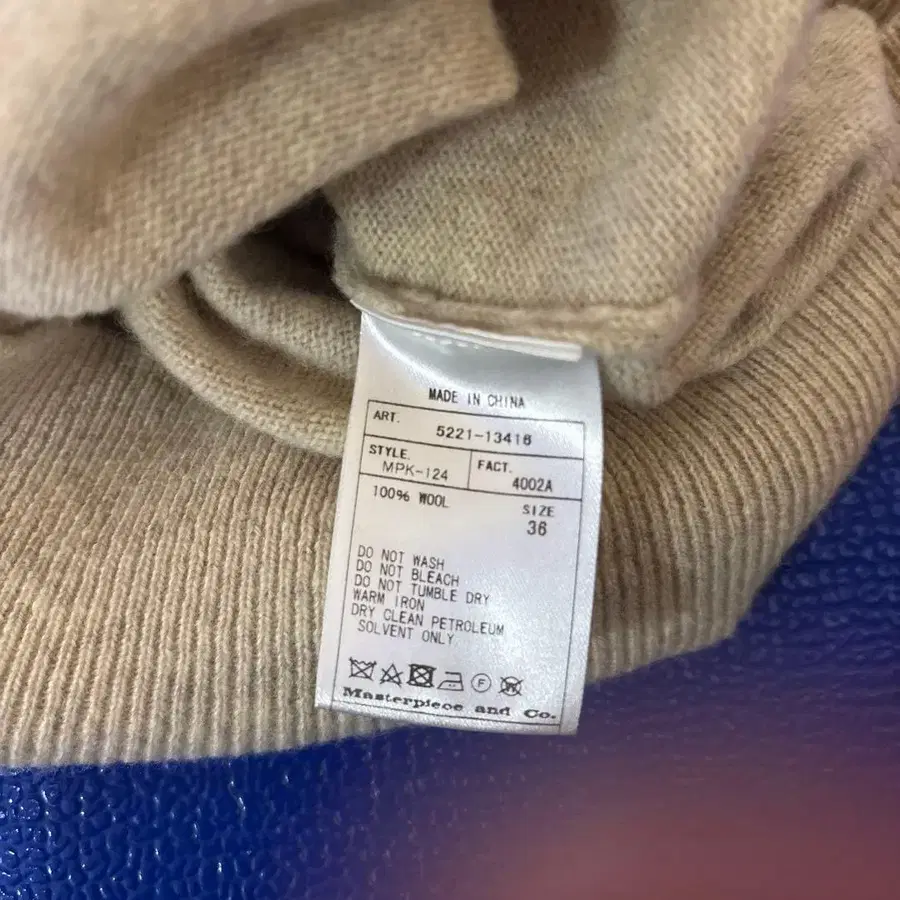 MADE IN CHINA
ART.
5221-13416
STYLE. FACT.
MPK-124 4002A
100% WOOL SIZE
36
DO NOT WASH
DO NOT BLEACH
DO NOT TUMBLE DRY
WARM IRON
DRY CLEAN PETROLEUM
SOLVENT ONLY
F W
Masterpiece and Co.